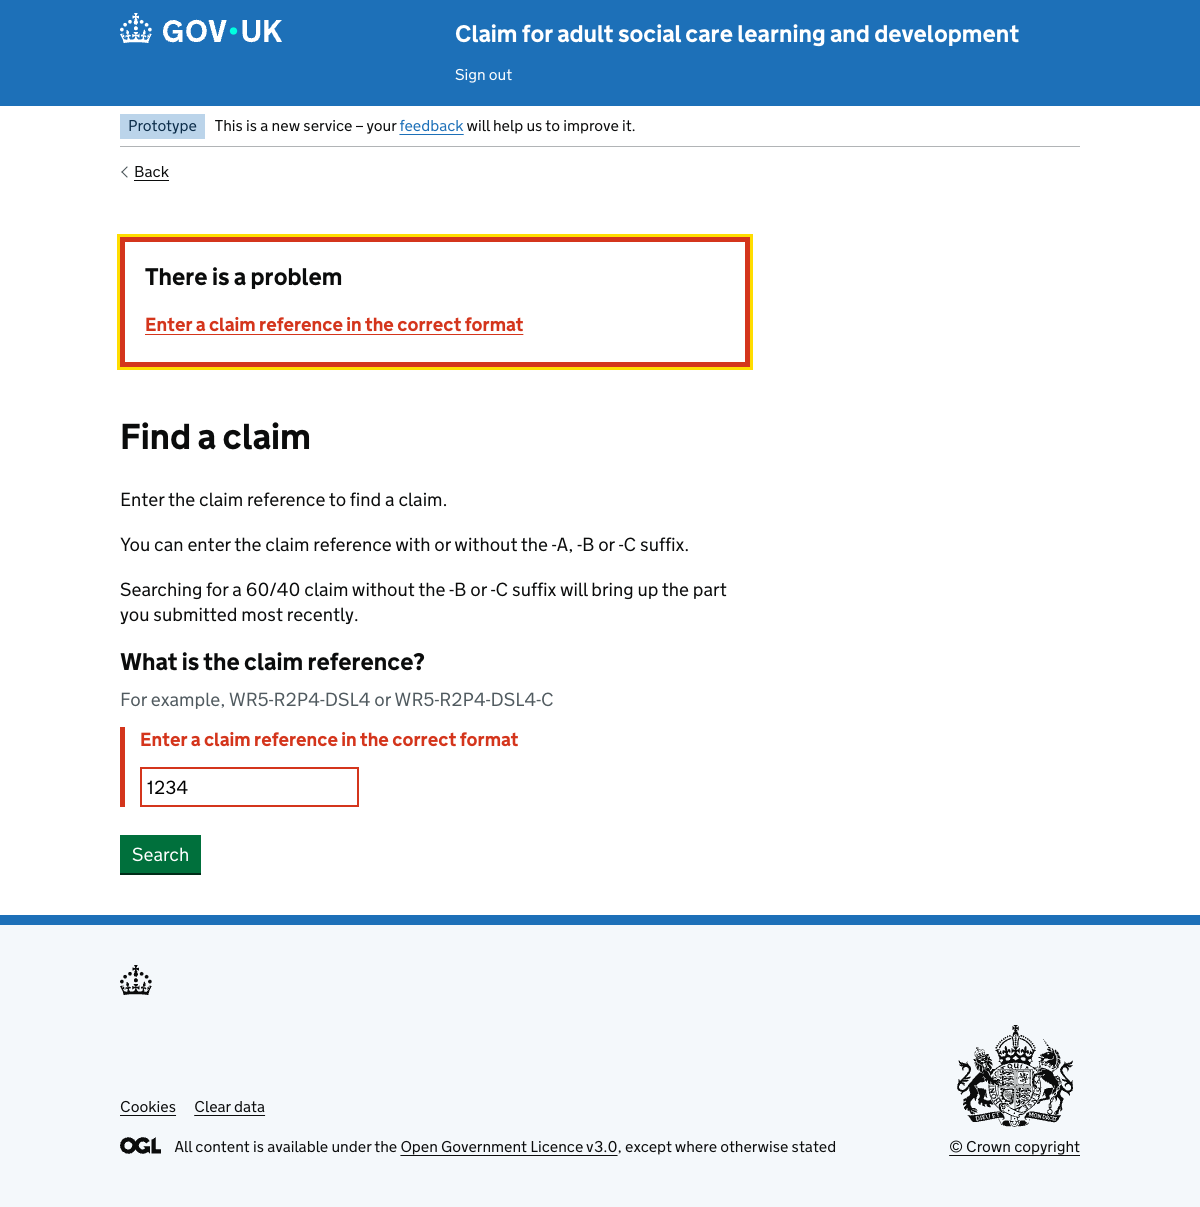 GOV•UK
Claim for adult social care learning and development
Sign out
Prototype This is a new service – your feedback will help us to improve it.
Back
There is a problem
Enter a claim reference in the correct format
Find a claim
Enter the claim reference to find a claim.
You can enter the claim reference with or without the -A, -B or -C suffix.
Searching for a 60/40 claim without the -B or -C suffix will bring up the part
you submitted most recently.
What is the claim reference?
For example, WR5-R2P4-DSL4 or WR5-R2P4-DSL4-C
Enter a claim reference in the correct format
1234
Search
Cookies Clear data
OGL All content is available under the Open Government Licence v3.0, except where otherwise stated
© Crown copyright